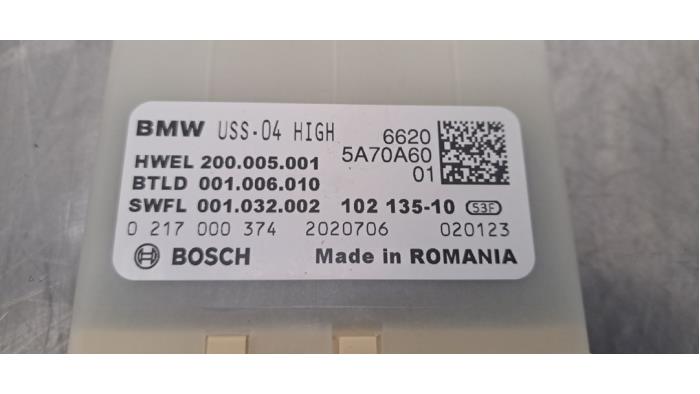 BMW USS-04 HIGH 6620
HWEL 200.005.001 5A70A60
BTLD 001.006.010 01
SWFL 001.032.002 102 135-10 S3F
0 217 000 374 2020706 020123
BOSCH Made in ROMANIA